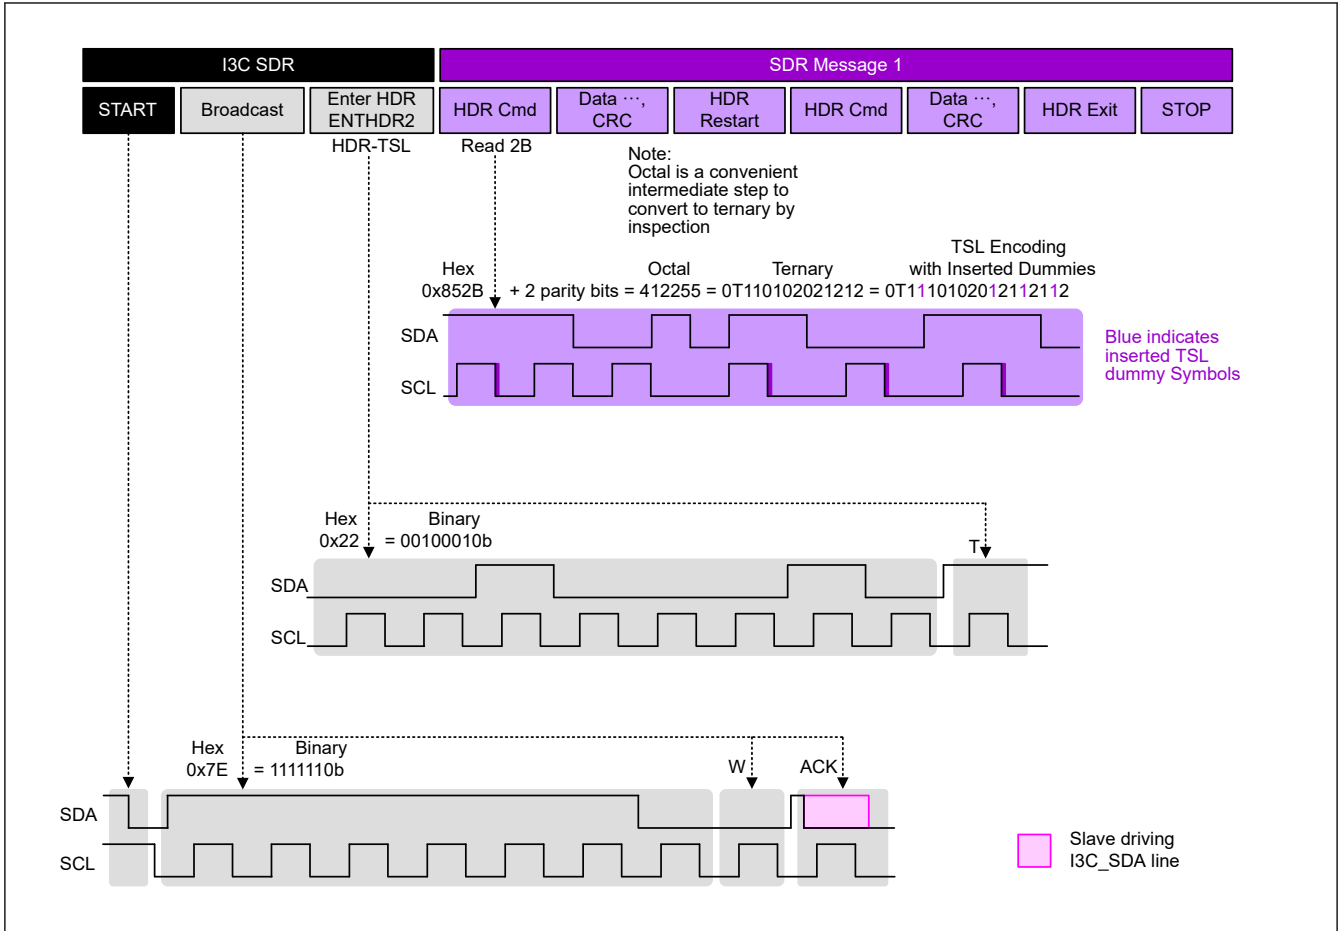 I3C SDR
SDR Message 1
START
Broadcast
Enter HDR
ENTHDR2
HDR Cmd
Data ···,
CRC
HDR
Restart
HDR Cmd
Data ···,
CRC
HDR Exit
STOP
HDR-TSL
Read 2B
Note:
Octal is a convenient
intermediate step to
convert to ternary by
inspection
TSL Encoding
with Inserted Dummies
Hex
Octal
Ternary
0x852B + 2 parity bits = 412255 = 0T110102021212 = 0T1110102012112112
SDA
SCL
Blue indicates
inserted TSL
dummy Symbols
Hex
Binary
0x22 = 00100010b
T
SDA
SCL
Hex
Binary
0x7E = 1111110b
W
ACK
SDA
SCL
Slave driving
I3C_SDA line